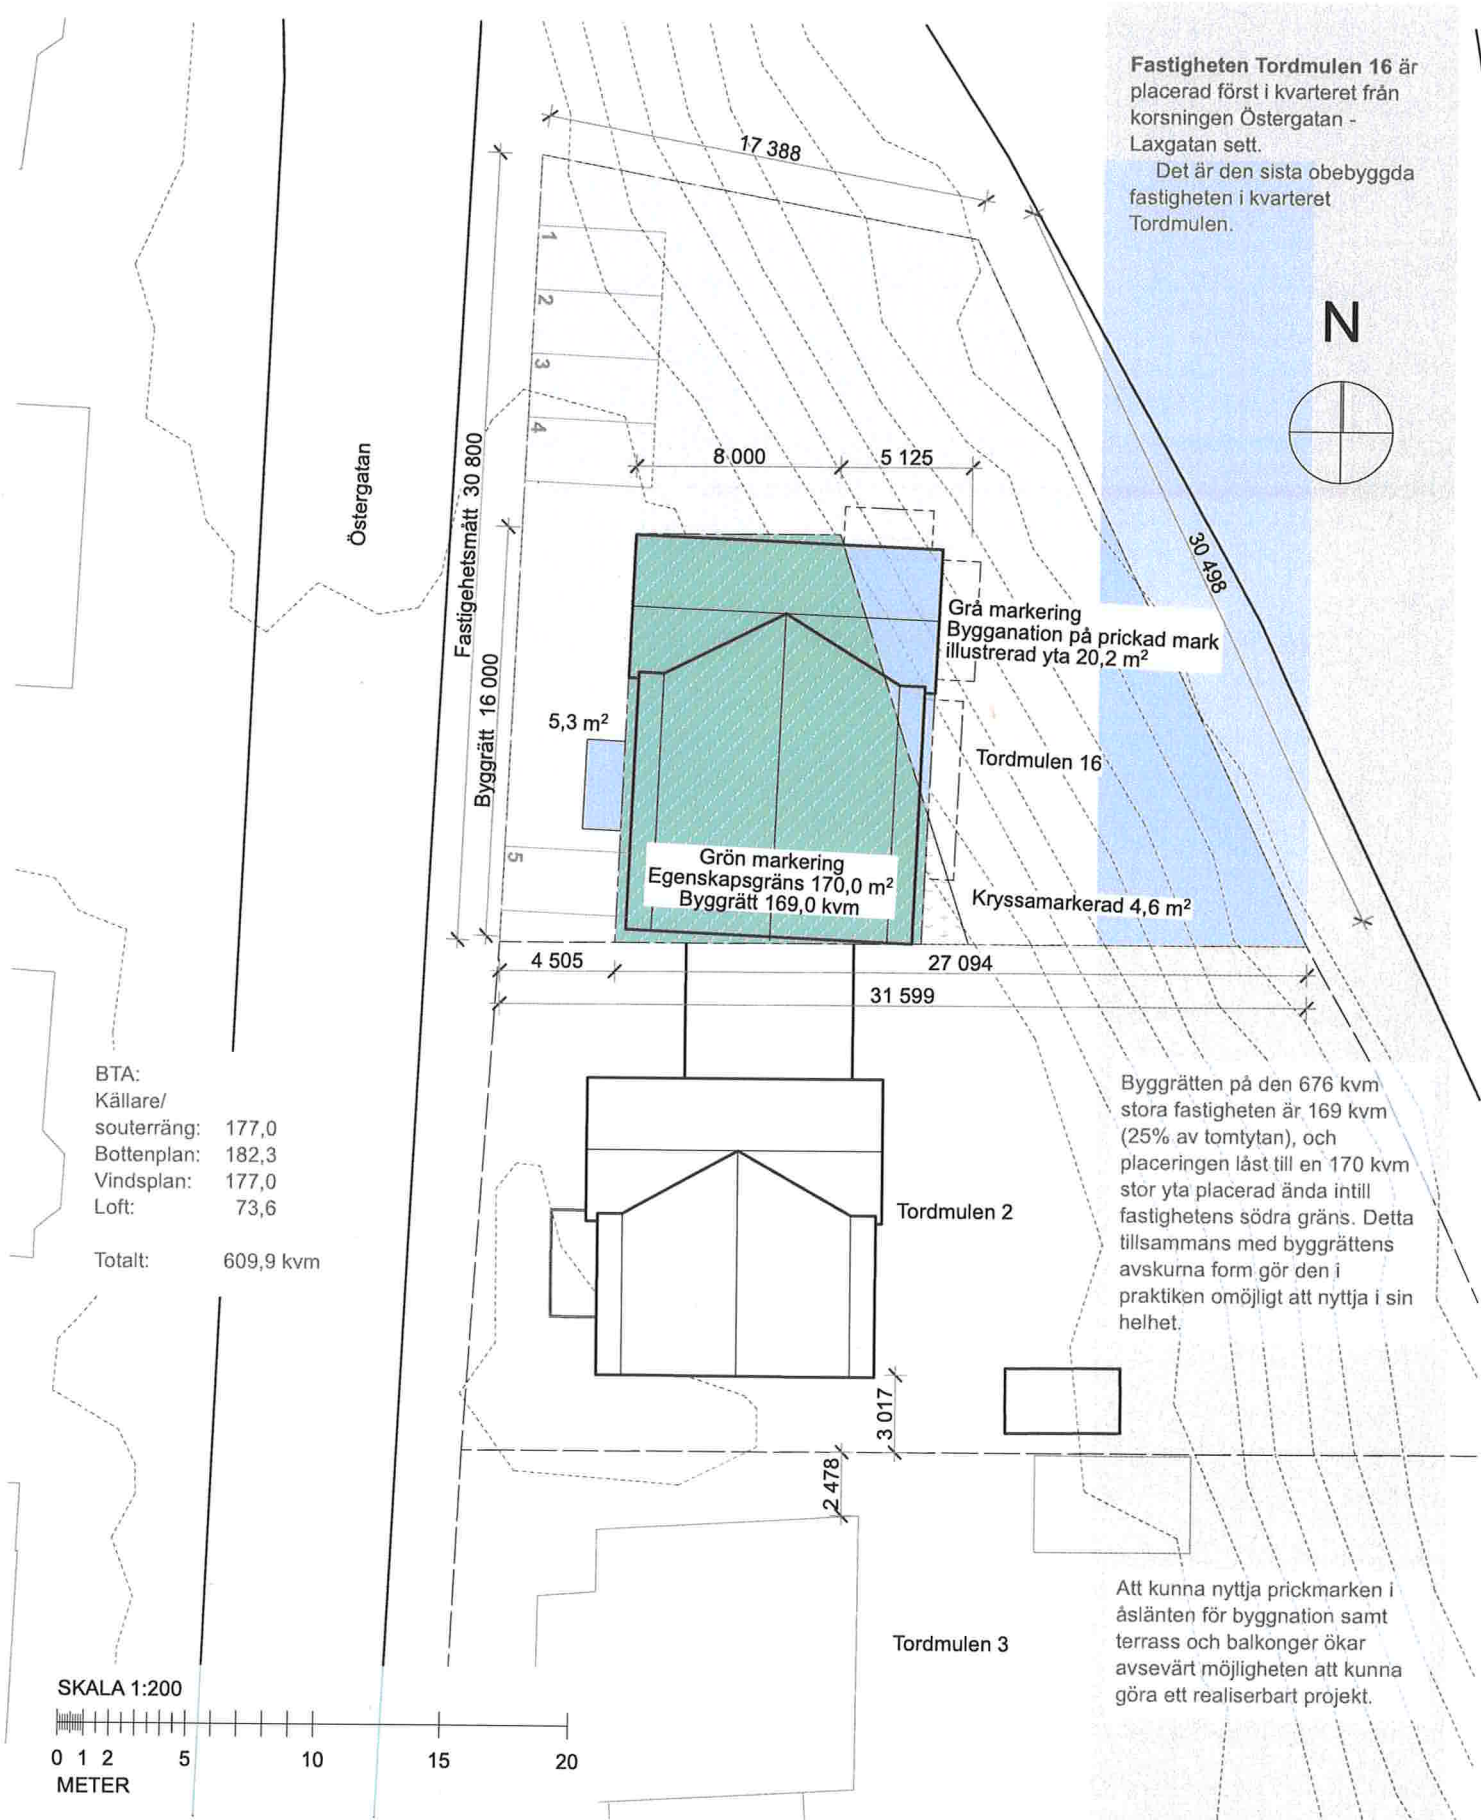 Fastigheten Tordmulen 16 är
placerad först i kvarteret från
korsningen Östergatan -
Laxgatan sett.
Det är den sista obebyggda
fastigheten i kvarteret
Tordmulen.
N
17 388
1
2
3
4
5
Östergatan
Fastigehetsmått 30 800
Byggrätt 16 000
8 000
5 125
30 498
Grå markering
Bygganation på prickad mark
illustrerad yta 20,2 m²
5,3 m²
Tordmulen 16
Grön markering
Egenskapsgräns 170,0 m²
Byggrätt 169,0 kvm
Kryssamarkerad 4,6 m²
4 505
27 094
31 599
BTA:
Källare/
souterräng: 177,0
Bottenplan: 182,3
Vindsplan: 177,0
Loft: 73,6
Totalt: 609,9 kvm
Byggrätten på den 676 kvm
stora fastigheten är 169 kvm
(25% av tomtytan), och
placeringen låst till en 170 kvm
stor yta placerad ända intill
fastighetens södra gräns. Detta
tillsammans med byggrättens
avskurna form gör den i
praktiken omöjligt att nyttja i sin
helhet.
Tordmulen 2
3 017
2 478
Tordmulen 3
Att kunna nyttja prickmarken i
åslänten för byggnation samt
terrass och balkonger ökar
avsevärt möjligheten att kunna
göra ett realiserbart projekt.
SKALA 1:200
0 1 2 5 10 15 20
METER